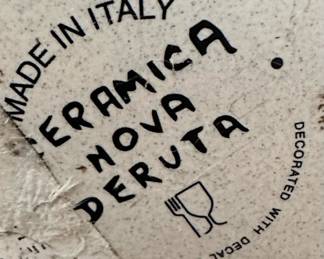 MADE IN ITALY
CERAMICA
NOVA
DERUTA
DECORATED WITH DECAL